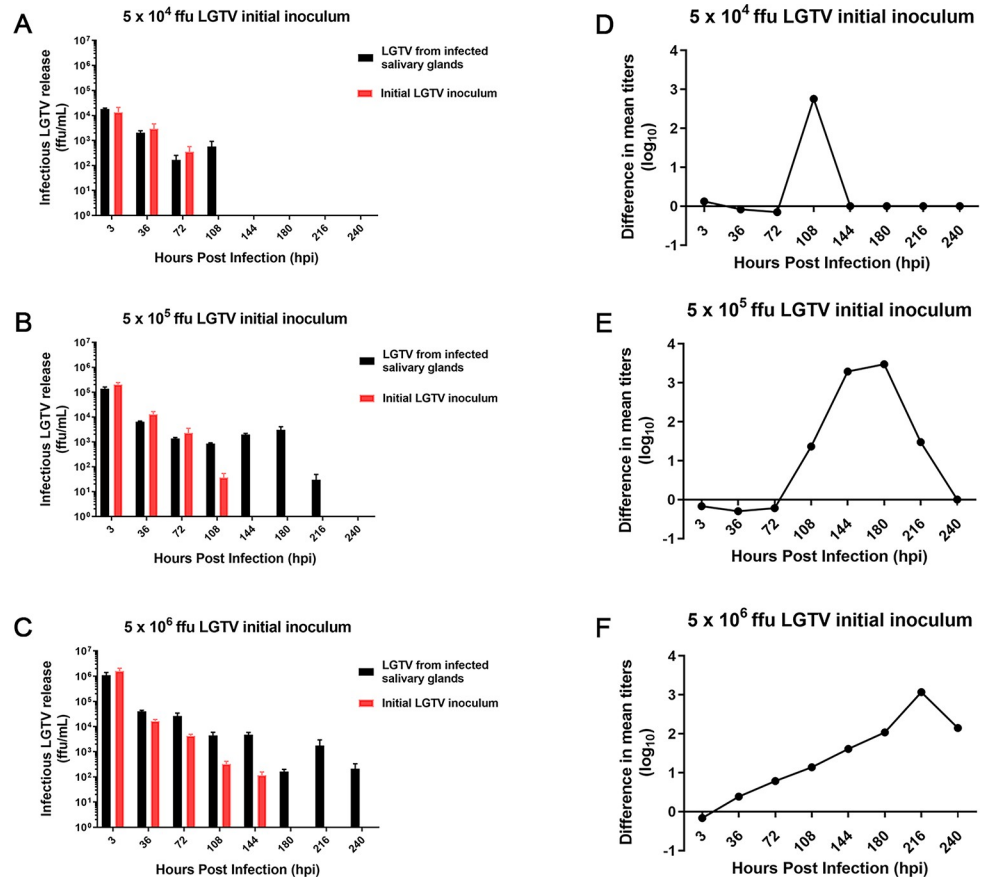 A
5 x 10⁴ ffu LGTV initial inoculum
Infectious LGTV release
(ffu/mL)
10⁷
10⁶
10⁵
10⁴
10³
10²
10¹
10⁰
3 36 72 108 144 180 216 240
Hours Post Infection (hpi)
LGTV from infected
salivary glands
Initial LGTV inoculum
D
5 x 10⁴ ffu LGTV initial inoculum
Difference in mean titers
(log₁₀)
4
3
2
1
0
-1
3 36 72 108 144 180 216 240
Hours Post Infection (hpi)
B
5 x 10⁵ ffu LGTV initial inoculum
Infectious LGTV release
(ffu/mL)
10⁷
10⁶
10⁵
10⁴
10³
10²
10¹
10⁰
3 36 72 108 144 180 216 240
Hours Post Infection (hpi)
LGTV from infected
salivary glands
Initial LGTV inoculum
E
5 x 10⁵ ffu LGTV initial inoculum
Difference in mean titers
(log₁₀)
4
3
2
1
0
-1
3 36 72 108 144 180 216 240
Hours Post Infection (hpi)
C
5 x 10⁶ ffu LGTV initial inoculum
Infectious LGTV release
(ffu/mL)
10⁷
10⁶
10⁵
10⁴
10³
10²
10¹
10⁰
3 36 72 108 144 180 216 240
Hours Post Infection (hpi)
LGTV from infected
salivary glands
Initial LGTV inoculum
F
5 x 10⁶ ffu LGTV initial inoculum
Difference in mean titers
(log₁₀)
4
3
2
1
0
-1
3 36 72 108 144 180 216 240
Hours Post Infection (hpi)